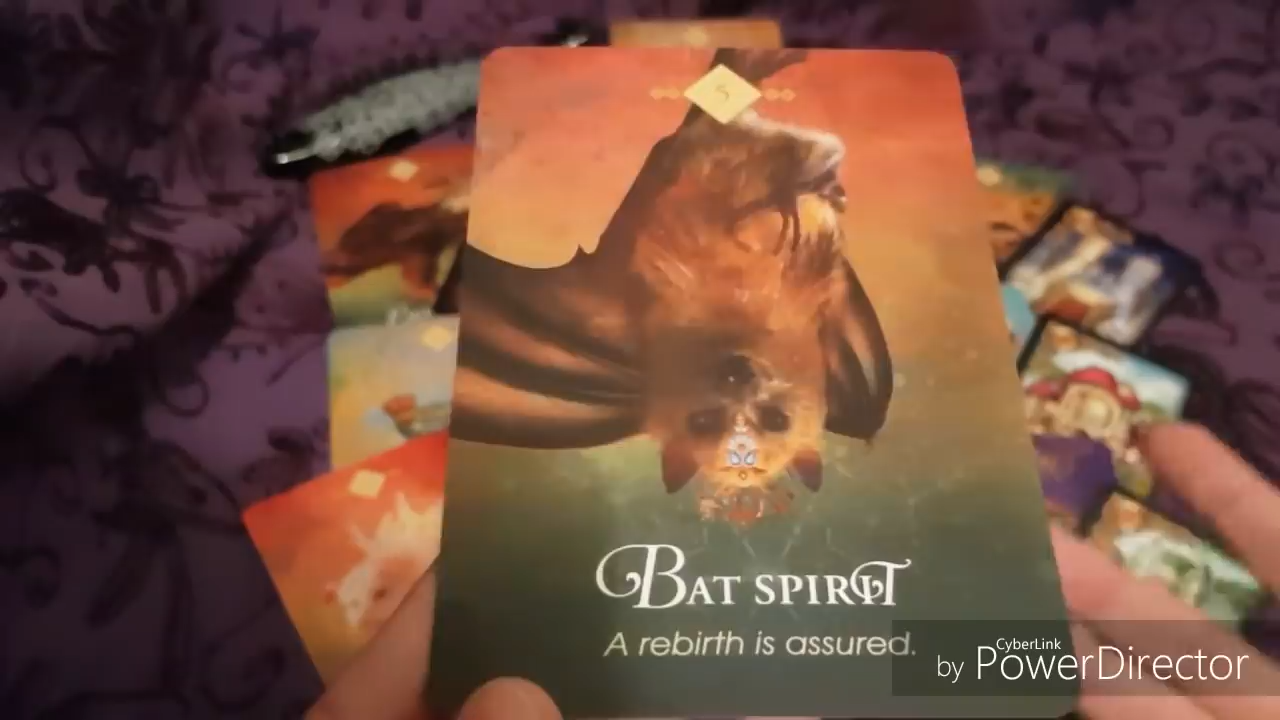 5
BAT SPIRIT
A rebirth is assured.
CyberLink
by PowerDirector